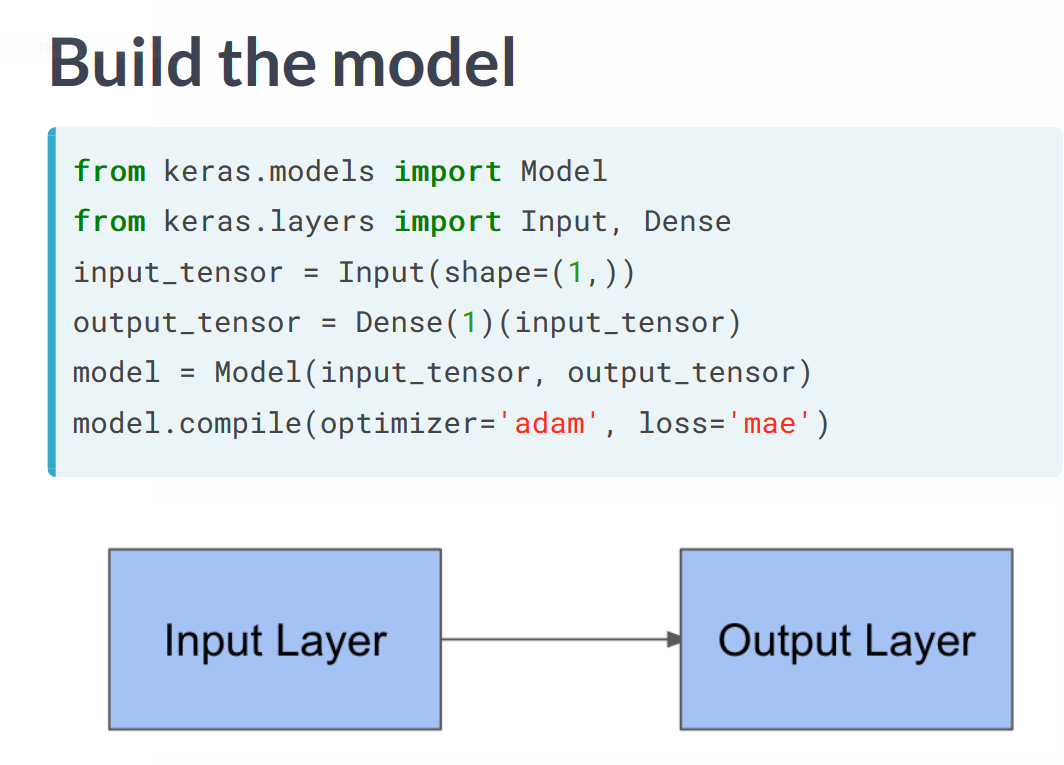 Build the model
from keras.models import Model
from keras.layers import Input, Dense
input_tensor = Input(shape=(1,))
output_tensor = Dense(1)(input_tensor)
model = Model(input_tensor, output_tensor)
model.compile(optimizer='adam', loss='mae')
Input Layer
Output Layer